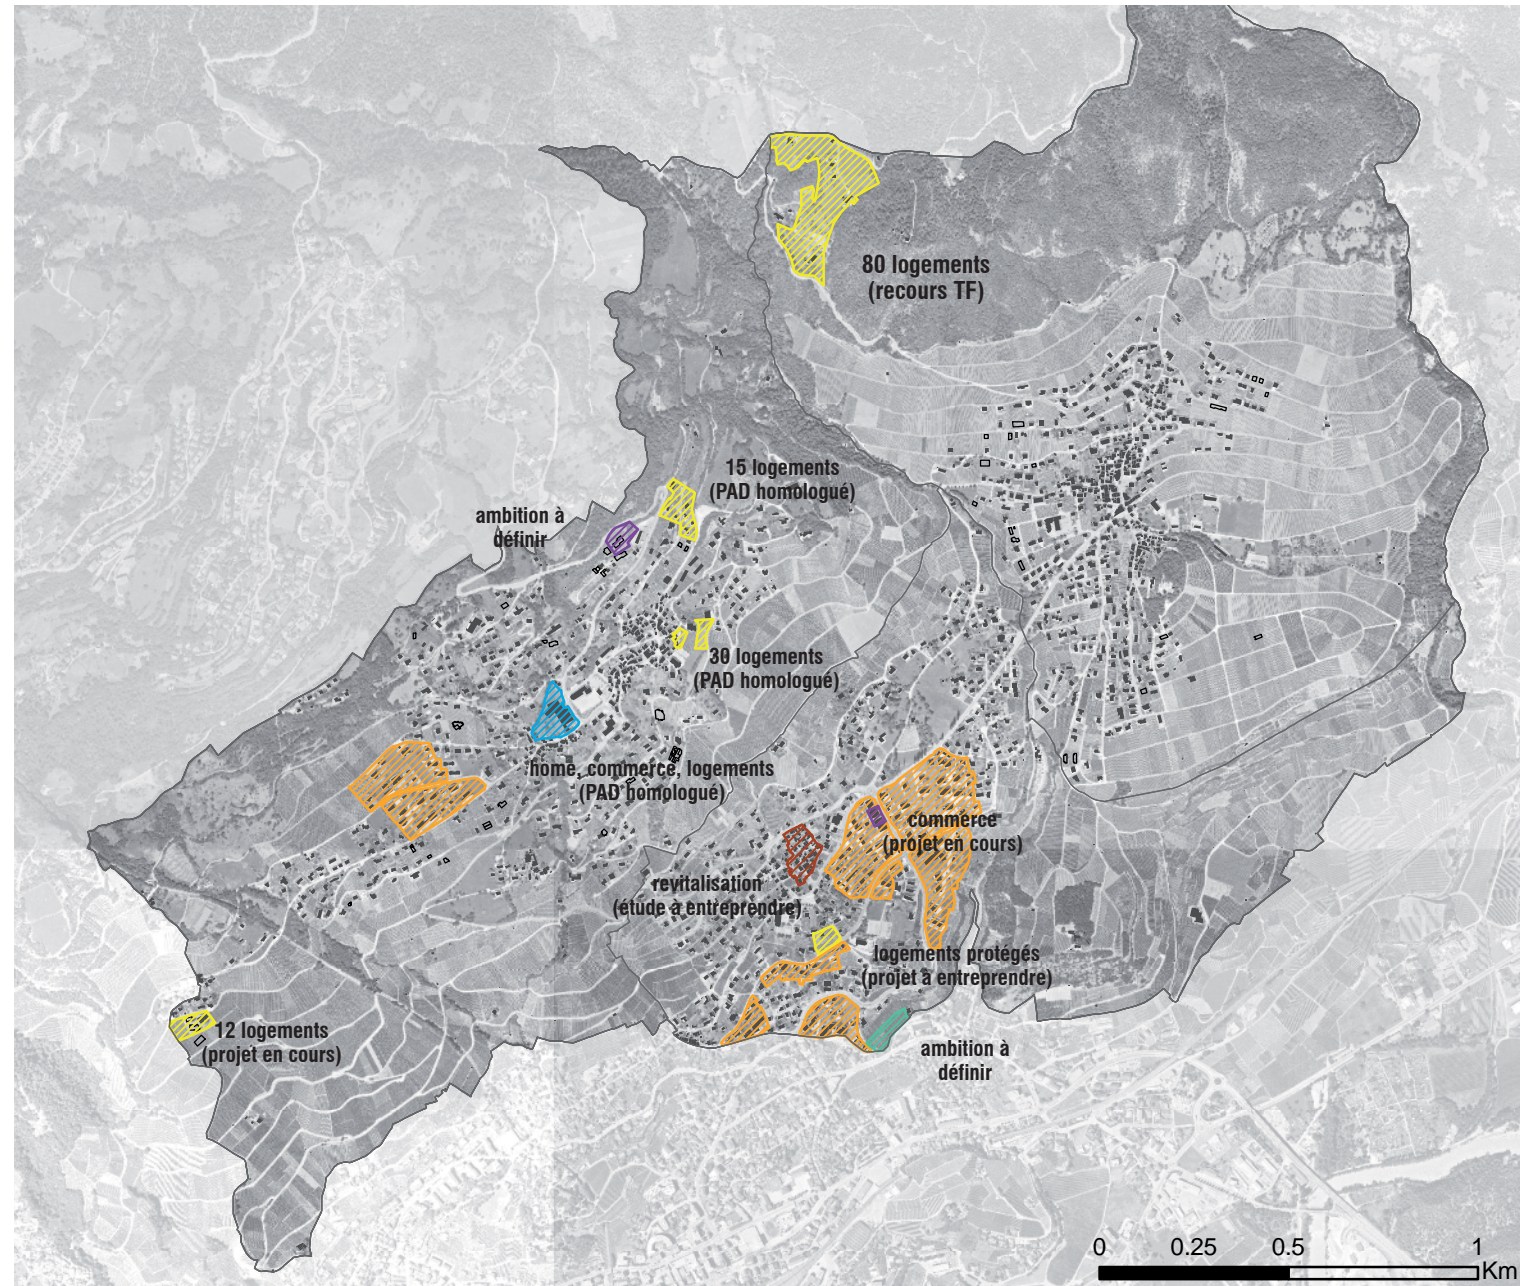 80 logements
(recours TF)
15 logements
(PAD homologué)
ambition à
définir
30 logements
(PAD homologué)
home, commerce, logements
(PAD homologué)
commerce
(projet en cours)
revitalisation
(étude à entreprendre)
logements protégés
(projet à entreprendre)
12 logements
(projet en cours)
ambition à
définir
0 0.25 0.5 1
Km